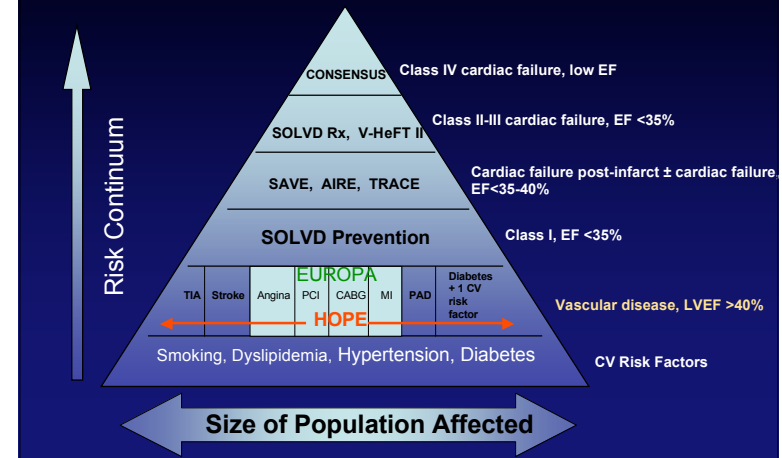 CONSENSUS
Class IV cardiac failure, low EF
SOLVD Rx, V-HeFT II
Class II-III cardiac failure, EF <35%
SAVE, AIRE, TRACE
Cardiac failure post-infarct ± cardiac failure,
EF<35-40%
SOLVD Prevention
Class I, EF <35%
EUROPA
TIA Stroke Angina PCI CABG MI PAD
Diabetes
+ 1 CV
risk
factor
HOPE
Vascular disease, LVEF >40%
Smoking, Dyslipidemia, Hypertension, Diabetes
CV Risk Factors
Risk Continuum
Size of Population Affected